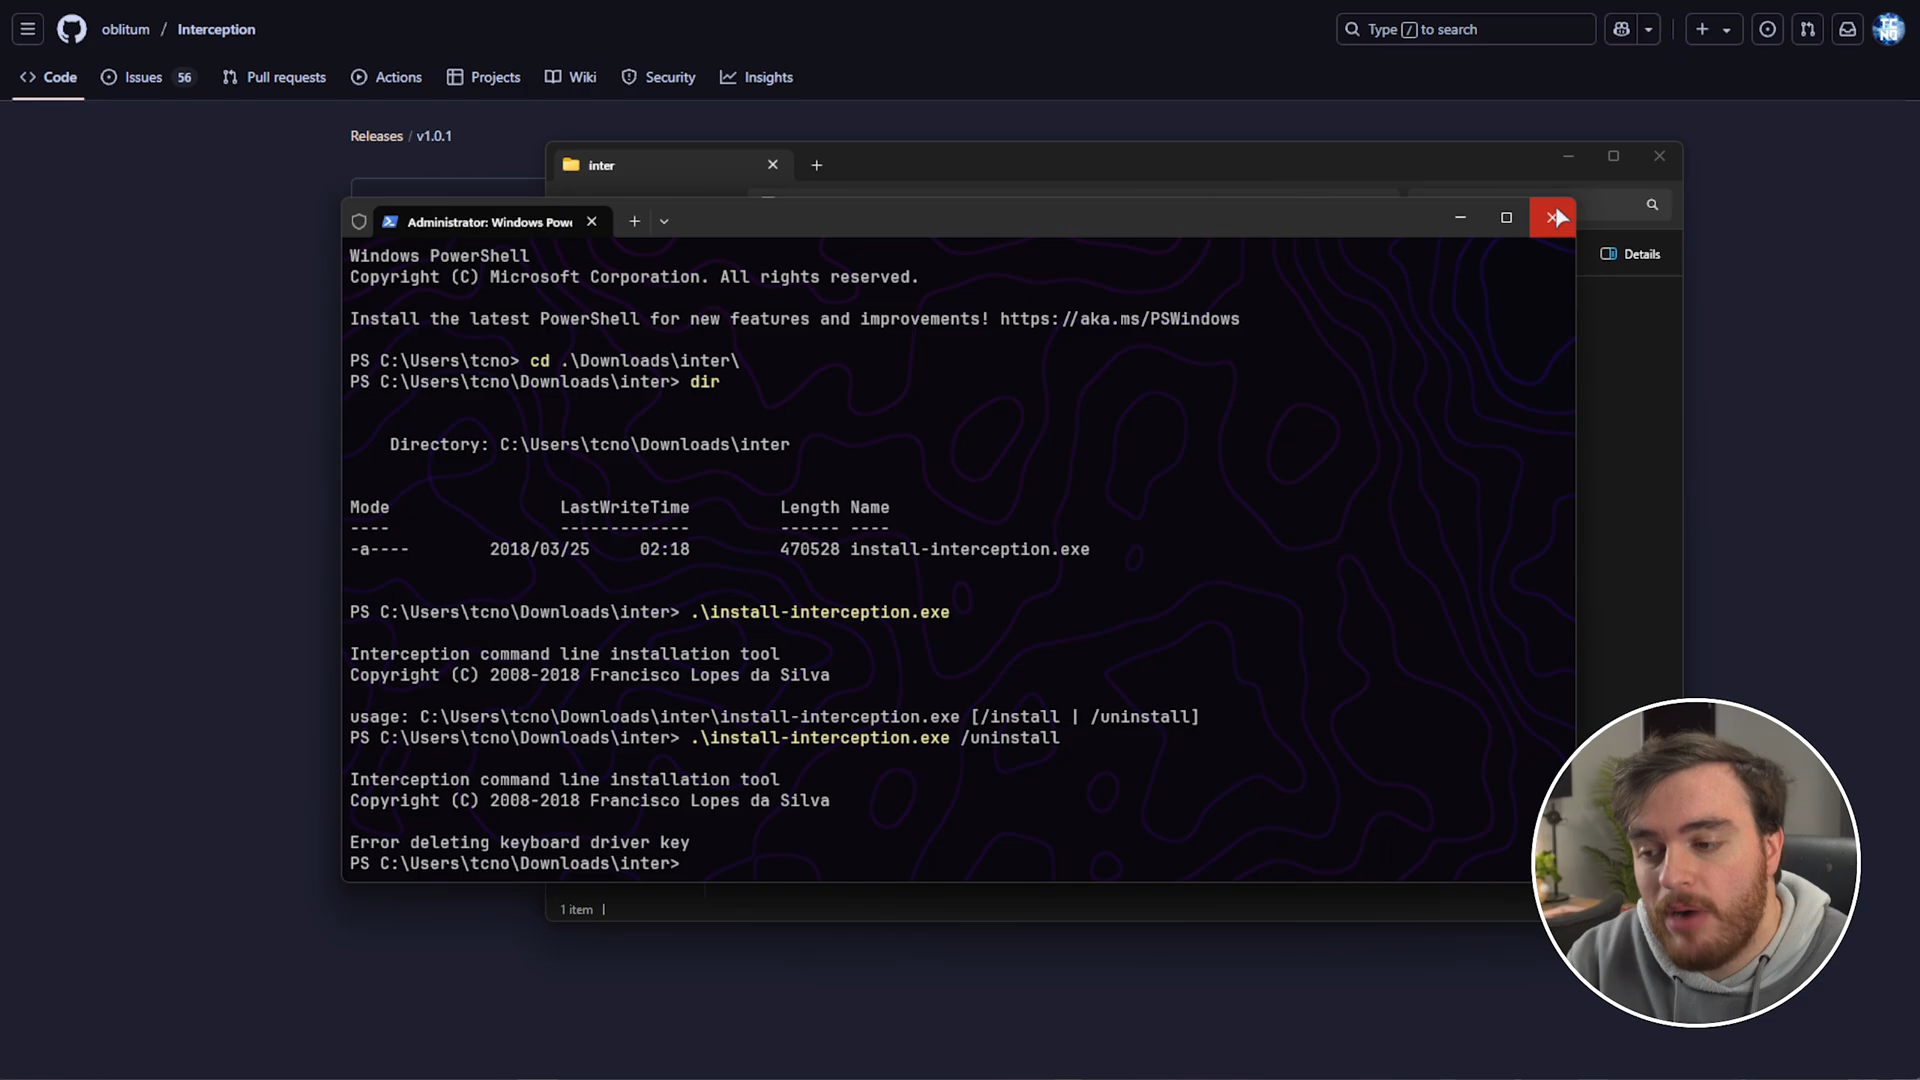 oblitum / Interception
Type / to search
Code
Issues 56
Pull requests
Actions
Projects
Wiki
Security
Insights
Releases / v1.0.1
inter
Administrator: Windows Powe
Details
Windows PowerShell
Copyright (C) Microsoft Corporation. All rights reserved.
Install the latest PowerShell for new features and improvements! https://aka.ms/PSWindows
PS C:\Users\tcno> cd .\Downloads\inter\
PS C:\Users\tcno\Downloads\inter> dir
Directory: C:\Users\tcno\Downloads\inter
Mode LastWriteTime Length Name
---- ------------- ------ ----
-a---- 2018/03/25 02:18 470528 install-interception.exe
PS C:\Users\tcno\Downloads\inter> .\install-interception.exe
Interception command line installation tool
Copyright (C) 2008-2018 Francisco Lopes da Silva
usage: C:\Users\tcno\Downloads\inter\install-interception.exe [/install | /uninstall]
PS C:\Users\tcno\Downloads\inter> .\install-interception.exe /uninstall
Interception command line installation tool
Copyright (C) 2008-2018 Francisco Lopes da Silva
Error deleting keyboard driver key
PS C:\Users\tcno\Downloads\inter>
1 item